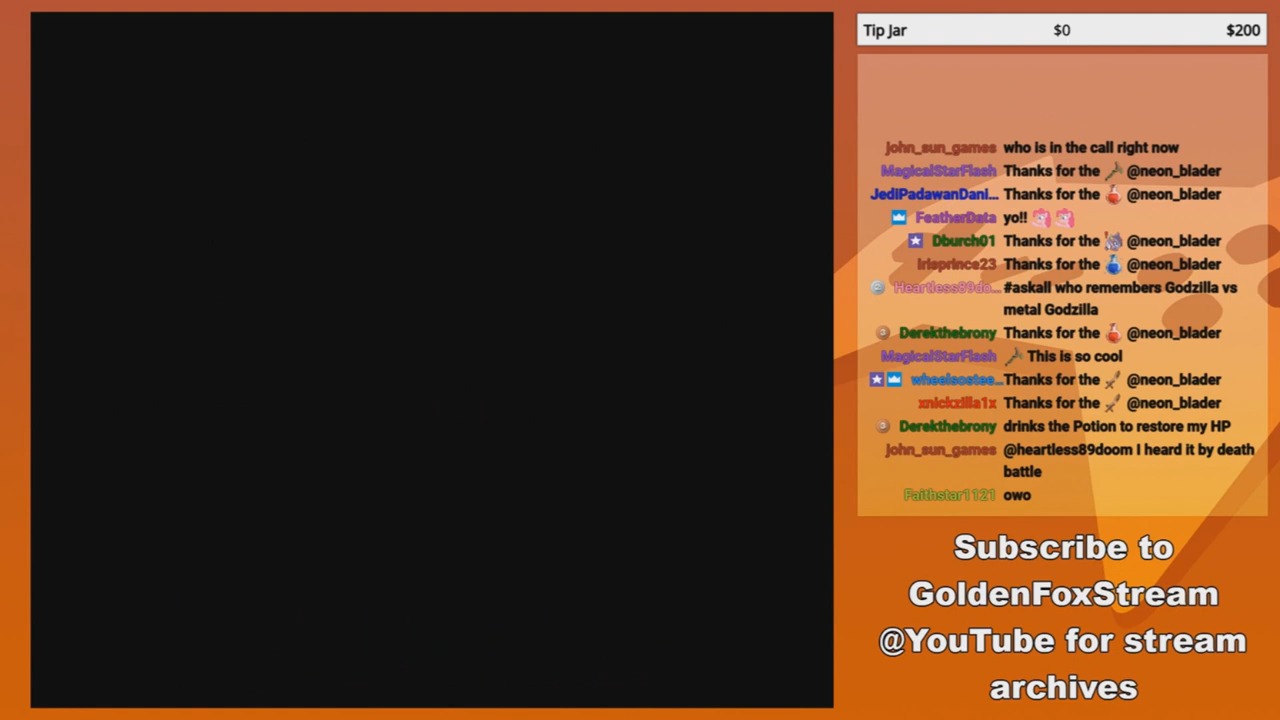 Tip Jar $0 $200
john_sun_games who is in the call right now
MagicalStarFlash Thanks for the @neon_blader
JediPadawanDani... Thanks for the @neon_blader
FeatherData yo!!
Dburch01 Thanks for the @neon_blader
Irisprince23 Thanks for the @neon_blader
Heartless89do... #askall who remembers Godzilla vs
metal Godzilla
Derekthebrony Thanks for the @neon_blader
MagicalStarFlash This is so cool
wheelsostee... Thanks for the @neon_blader
xnickzilla1x Thanks for the @neon_blader
Derekthebrony drinks the Potion to restore my HP
john_sun_games @heartless89doom I heard it by death
battle
Faithstar1121 owo
Subscribe to
GoldenFoxStream
@YouTube for stream
archives